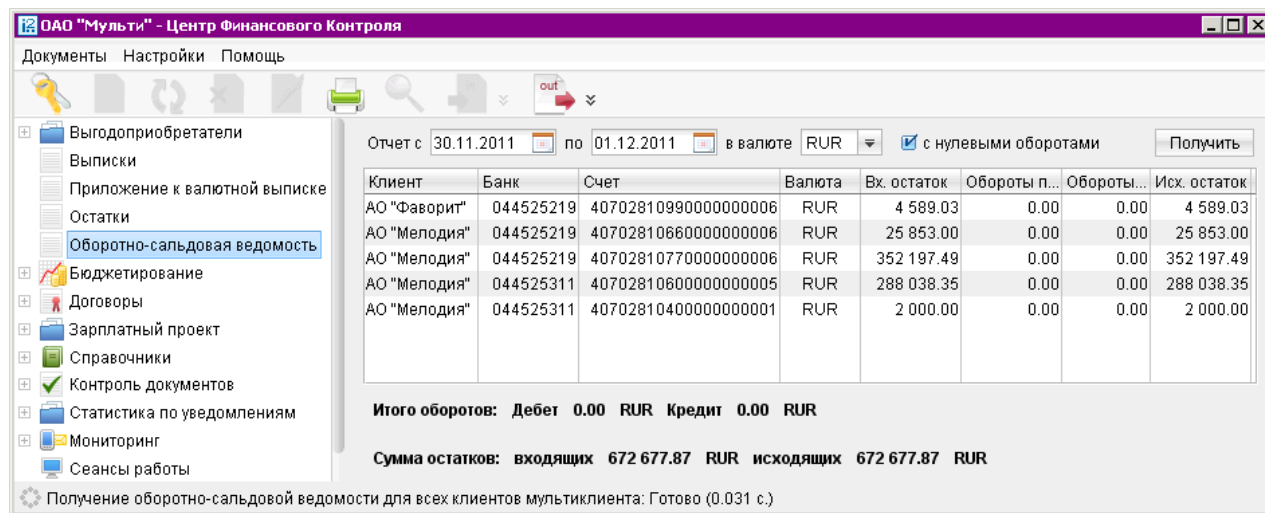 ОАО "Мульти" - Центр Финансового Контроля
Документы Настройки Помощь
out
Выгодоприобретатели
Выписки
Приложение к валютной выписке
Остатки
Оборотно-сальдовая ведомость
Бюджетирование
Договоры
Зарплатный проект
Справочники
Контроль документов
Статистика по уведомлениям
Мониторинг
Сеансы работы
Отчет с 30.11.2011 по 01.12.2011 в валюте RUR с нулевыми оборотами Получить
Клиент Банк Счет Валюта Вх. остаток Обороты п... Обороты... Исх. остаток
АО "Фаворит" 044525219 40702810990000000006 RUR 4 589.03 0.00 0.00 4 589.03
АО "Мелодия" 044525219 40702810660000000006 RUR 25 853.00 0.00 0.00 25 853.00
АО "Мелодия" 044525219 40702810770000000006 RUR 352 197.49 0.00 0.00 352 197.49
АО "Мелодия" 044525311 40702810600000000005 RUR 288 038.35 0.00 0.00 288 038.35
АО "Мелодия" 044525311 40702810400000000001 RUR 2 000.00 0.00 0.00 2 000.00
Итого оборотов: Дебет 0.00 RUR Кредит 0.00 RUR
Сумма остатков: входящих 672 677.87 RUR исходящих 672 677.87 RUR
Получение оборотно-сальдовой ведомости для всех клиентов мультиклиента: Готово (0.031 с.)